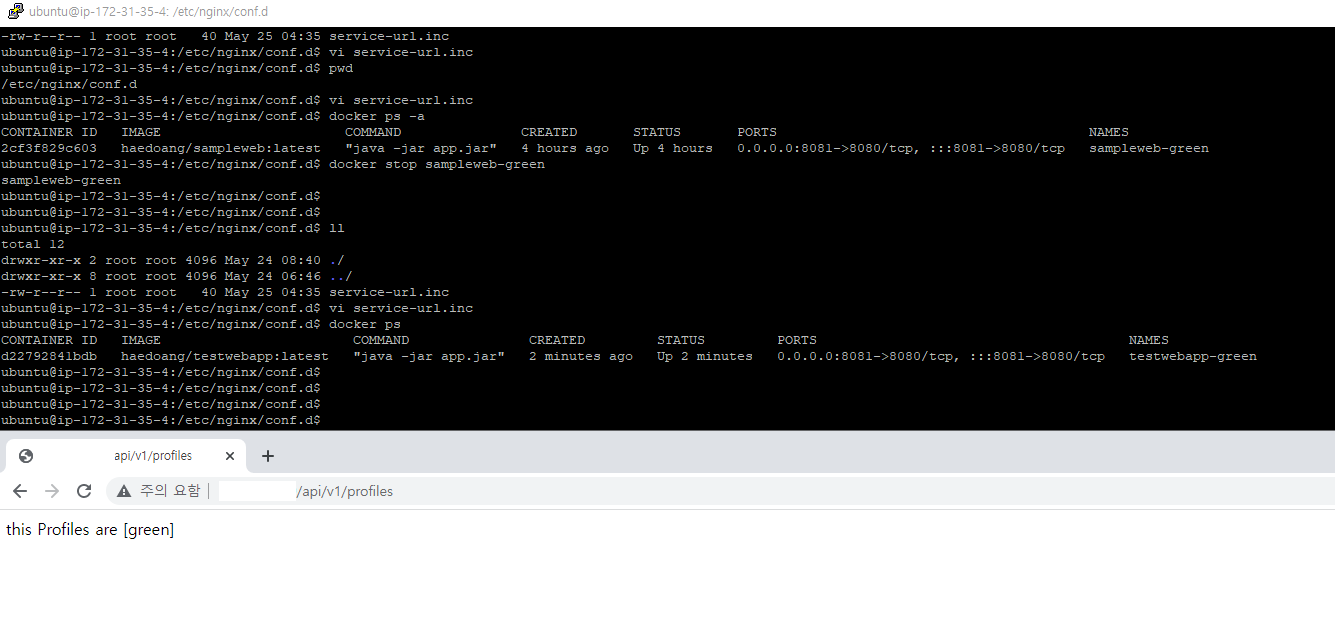 ubuntu@ip-172-31-35-4: /etc/nginx/conf.d
-rw-r--r-- 1 root root   40 May 25 04:35 service-url.inc
ubuntu@ip-172-31-35-4:/etc/nginx/conf.d$ vi service-url.inc
ubuntu@ip-172-31-35-4:/etc/nginx/conf.d$ pwd
/etc/nginx/conf.d
ubuntu@ip-172-31-35-4:/etc/nginx/conf.d$ vi service-url.inc
ubuntu@ip-172-31-35-4:/etc/nginx/conf.d$ docker ps -a
CONTAINER ID   IMAGE                       COMMAND               CREATED       STATUS       PORTS                                       NAMES
2cf3f829c603   haedoang/sampleweb:latest   "java -jar app.jar"   4 hours ago   Up 4 hours   0.0.0.0:8081->8080/tcp, :::8081->8080/tcp   sampleweb-green
ubuntu@ip-172-31-35-4:/etc/nginx/conf.d$ docker stop sampleweb-green
sampleweb-green
ubuntu@ip-172-31-35-4:/etc/nginx/conf.d$
ubuntu@ip-172-31-35-4:/etc/nginx/conf.d$
ubuntu@ip-172-31-35-4:/etc/nginx/conf.d$ ll
total 12
drwxr-xr-x 2 root root 4096 May 24 08:40 ./
drwxr-xr-x 8 root root 4096 May 24 06:46 ../
-rw-r--r-- 1 root root   40 May 25 04:35 service-url.inc
ubuntu@ip-172-31-35-4:/etc/nginx/conf.d$ vi service-url.inc
ubuntu@ip-172-31-35-4:/etc/nginx/conf.d$ docker ps
CONTAINER ID   IMAGE                        COMMAND               CREATED         STATUS         PORTS                                       NAMES
d22792841bdb   haedoang/testwebapp:latest   "java -jar app.jar"   2 minutes ago   Up 2 minutes   0.0.0.0:8081->8080/tcp, :::8081->8080/tcp   testwebapp-green
ubuntu@ip-172-31-35-4:/etc/nginx/conf.d$
ubuntu@ip-172-31-35-4:/etc/nginx/conf.d$
ubuntu@ip-172-31-35-4:/etc/nginx/conf.d$
ubuntu@ip-172-31-35-4:/etc/nginx/conf.d$
api/v1/profiles
주의 요함 | /api/v1/profiles
this Profiles are [green]